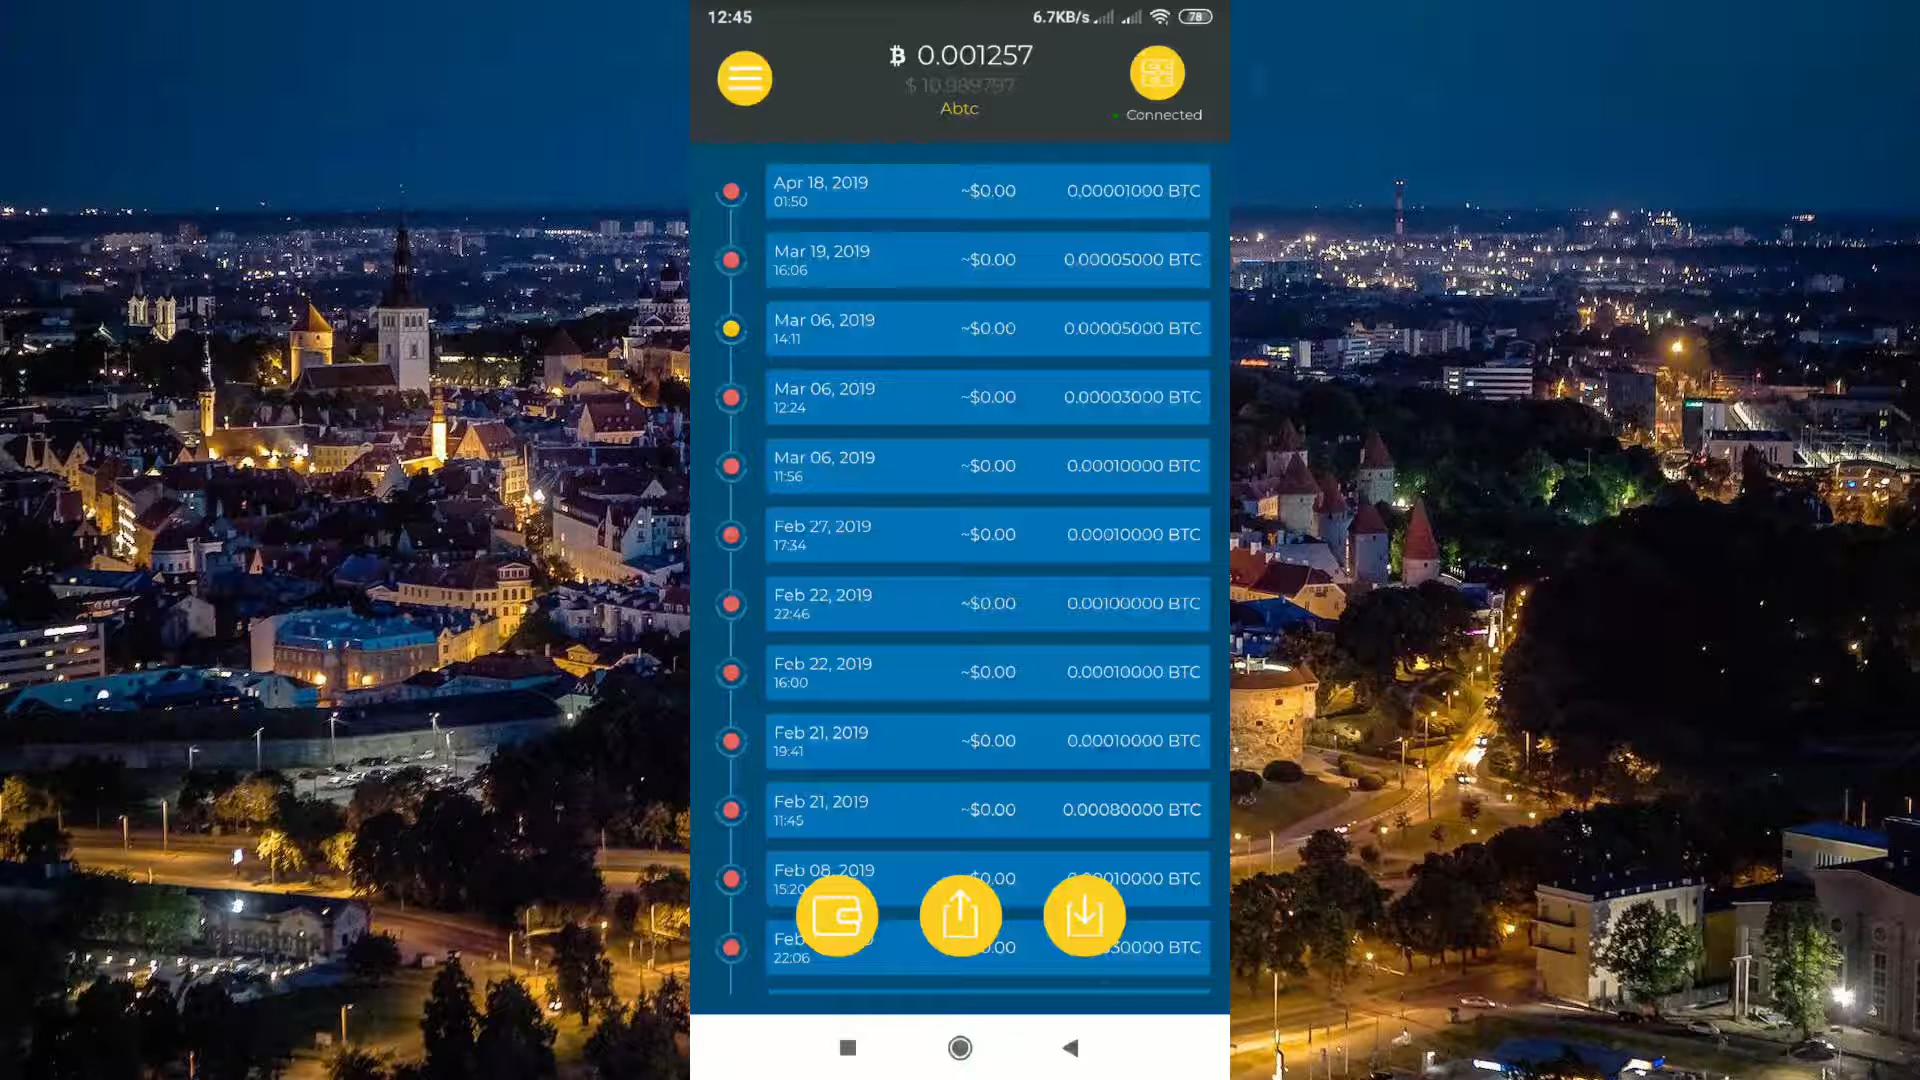 12:45
6.7KB/s
78
0.001257
$ 10.989797
Abtc
Connected
Apr 18, 2019
01:50
~$0.00
0.00001000 BTC
Mar 19, 2019
16:06
~$0.00
0.00005000 BTC
Mar 06, 2019
14:11
~$0.00
0.00005000 BTC
Mar 06, 2019
12:24
~$0.00
0.00003000 BTC
Mar 06, 2019
11:56
~$0.00
0.00010000 BTC
Feb 27, 2019
17:34
~$0.00
0.00010000 BTC
Feb 22, 2019
22:46
~$0.00
0.00100000 BTC
Feb 22, 2019
16:00
~$0.00
0.00010000 BTC
Feb 21, 2019
19:41
~$0.00
0.00010000 BTC
Feb 21, 2019
11:45
~$0.00
0.00080000 BTC
Feb 08, 2019
15:20
BTC
Feb
22:06
BTC